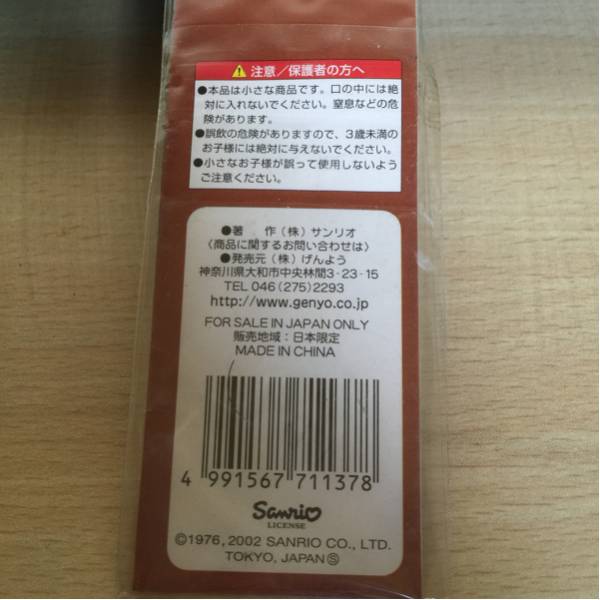 ⚠ 注意/保護者の方へ
●本品は小さな商品です。口の中には絶
対に入れないでください。窒息などの危
険があります。
●誤飲の危険がありますので、3歳未満の
お子様には絶対に与えないでください。
●小さなお子様が誤って使用しないよう
ご注意ください。
●著 作(株)サンリオ
〈商品に関するお問い合わせは〉
●発売元(株)げんよう
神奈川県大和市中央林間3-23-15
TEL 046(275)2293
http://www.genyo.co.jp
FOR SALE IN JAPAN ONLY
販売地域:日本限定
MADE IN CHINA
4 991567 711378
Sanrio
LICENSE
©1976, 2002 SANRIO CO., LTD.
TOKYO, JAPAN Ⓢ